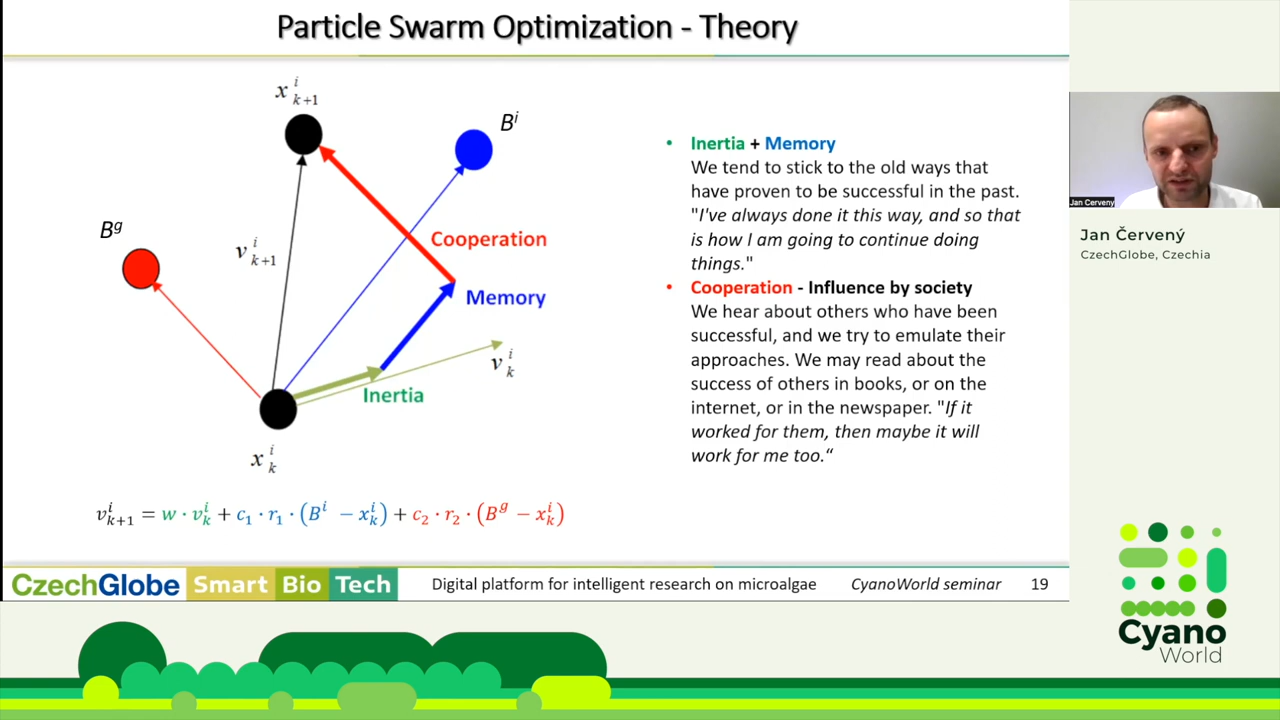 Particle Swarm Optimization - Theory
x i k+1
B^i
B^g
v i k+1
Cooperation
Memory
v i k
Inertia
x i k
v^i_{k+1} = w · v^i_k + c_1 · r_1 · (B^i − x^i_k) + c_2 · r_2 · (B^g − x^i_k)
• Inertia + Memory
We tend to stick to the old ways that
have proven to be successful in the past.
"I've always done it this way, and so that
is how I am going to continue doing
things."
• Cooperation - Influence by society
We hear about others who have been
successful, and we try to emulate their
approaches. We may read about the
success of others in books, or on the
internet, or in the newspaper. "If it
worked for them, then maybe it will
work for me too.“
CzechGlobe Smart Bio Tech Digital platform for intelligent research on microalgae CyanoWorld seminar 19
Jan Cerveny
Jan Červený
CzechGlobe, Czechia
Cyano
World